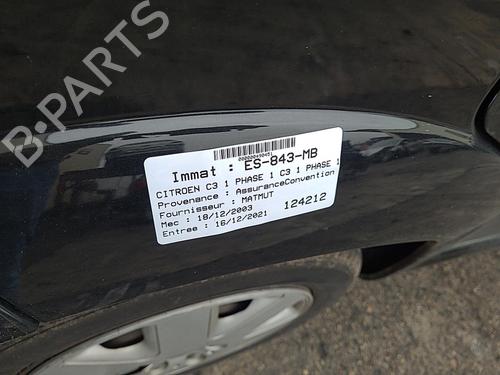 B-PARTS
Immat : ES-843-MB
CITROEN C3 1 PHASE 1 C3 1 PHASE 1
Provenance : AssuranceConvention
Fournisseur : MATMUT
Mec : 18/12/2003
124212
Entree : 16/12/2021